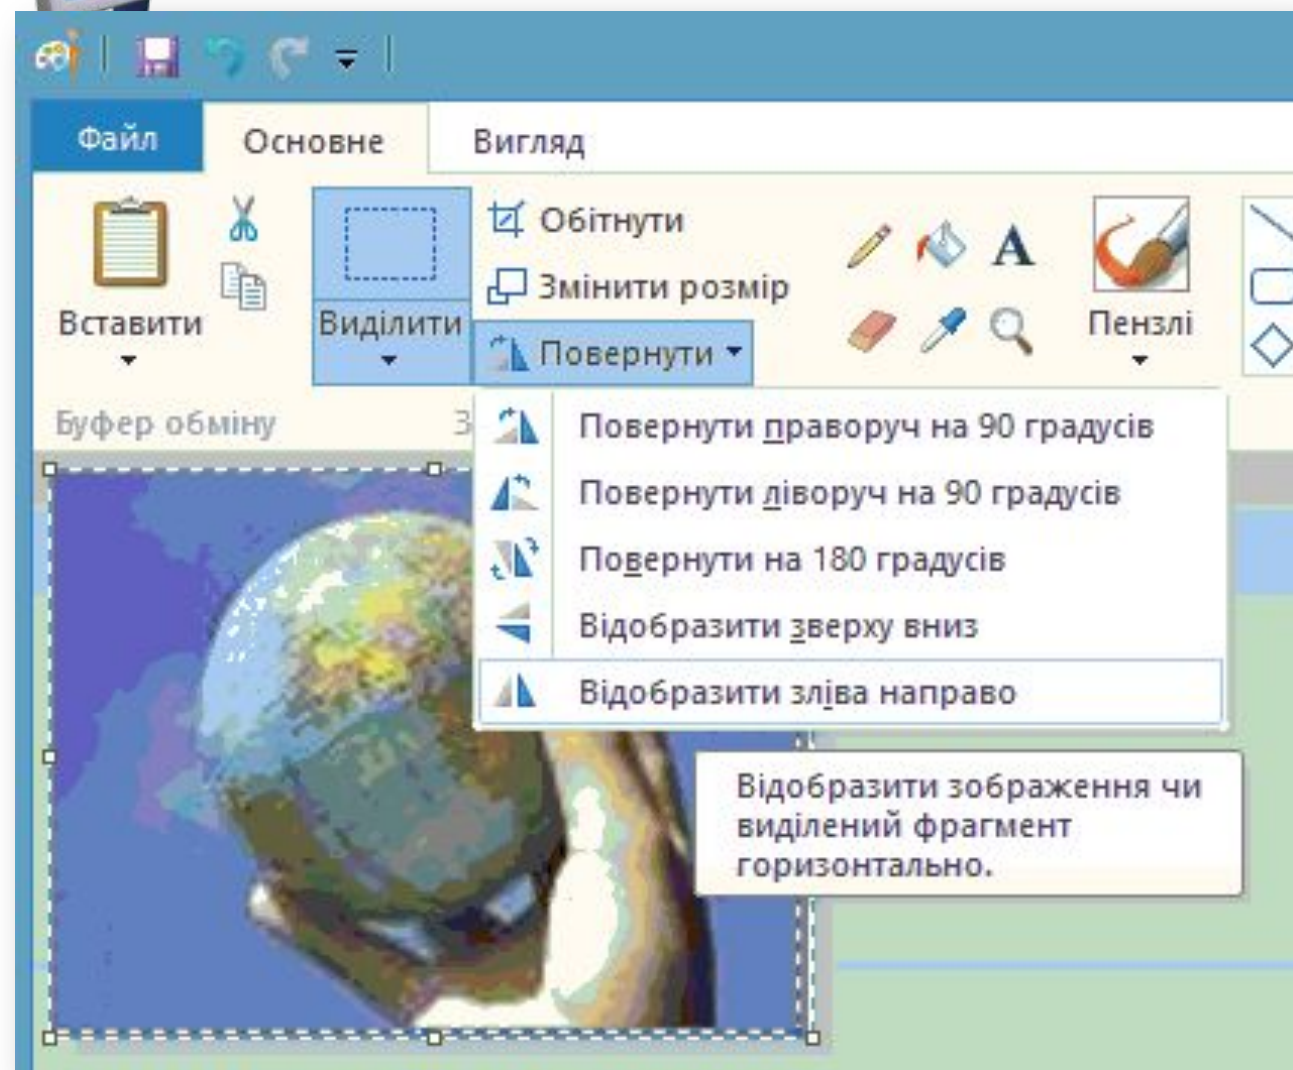 Файл Основне Вигляд
Вставити
Виділити
Обітнути
Змінити розмір
Повернути
Пензлі
Буфер обміну
Повернути праворуч на 90 градусів
Повернути ліворуч на 90 градусів
Повернути на 180 градусів
Відобразити зверху вниз
Відобразити зліва направо
Відобразити зображення чи
виділений фрагмент
горизонтально.